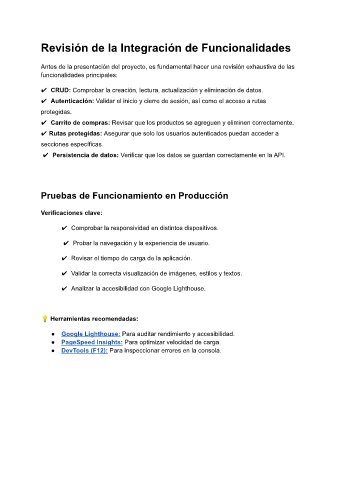 Revisión de la Integración de Funcionalidades
Antes de la presentación del proyecto, es fundamental hacer una revisión exhaustiva de las
funcionalidades principales:
✔ CRUD: Comprobar la creación, lectura, actualización y eliminación de datos.
✔ Autenticación: Validar el inicio y cierre de sesión, así como el acceso a rutas
protegidas.
✔ Carrito de compras: Revisar que los productos se agreguen y eliminen correctamente.
✔ Rutas protegidas: Asegurar que solo los usuarios autenticados puedan acceder a
secciones específicas.
✔ Persistencia de datos: Verificar que los datos se guardan correctamente en la API.
Pruebas de Funcionamiento en Producción
Verificaciones clave:
✔ Comprobar la responsividad en distintos dispositivos.
✔ Probar la navegación y la experiencia de usuario.
✔ Revisar el tiempo de carga de la aplicación.
✔ Validar la correcta visualización de imágenes, estilos y textos.
✔ Analizar la accesibilidad con Google Lighthouse.
💡 Herramientas recomendadas:
● Google Lighthouse: Para auditar rendimiento y accesibilidad.
● PageSpeed Insights: Para optimizar velocidad de carga.
● DevTools (F12): Para inspeccionar errores en la consola.